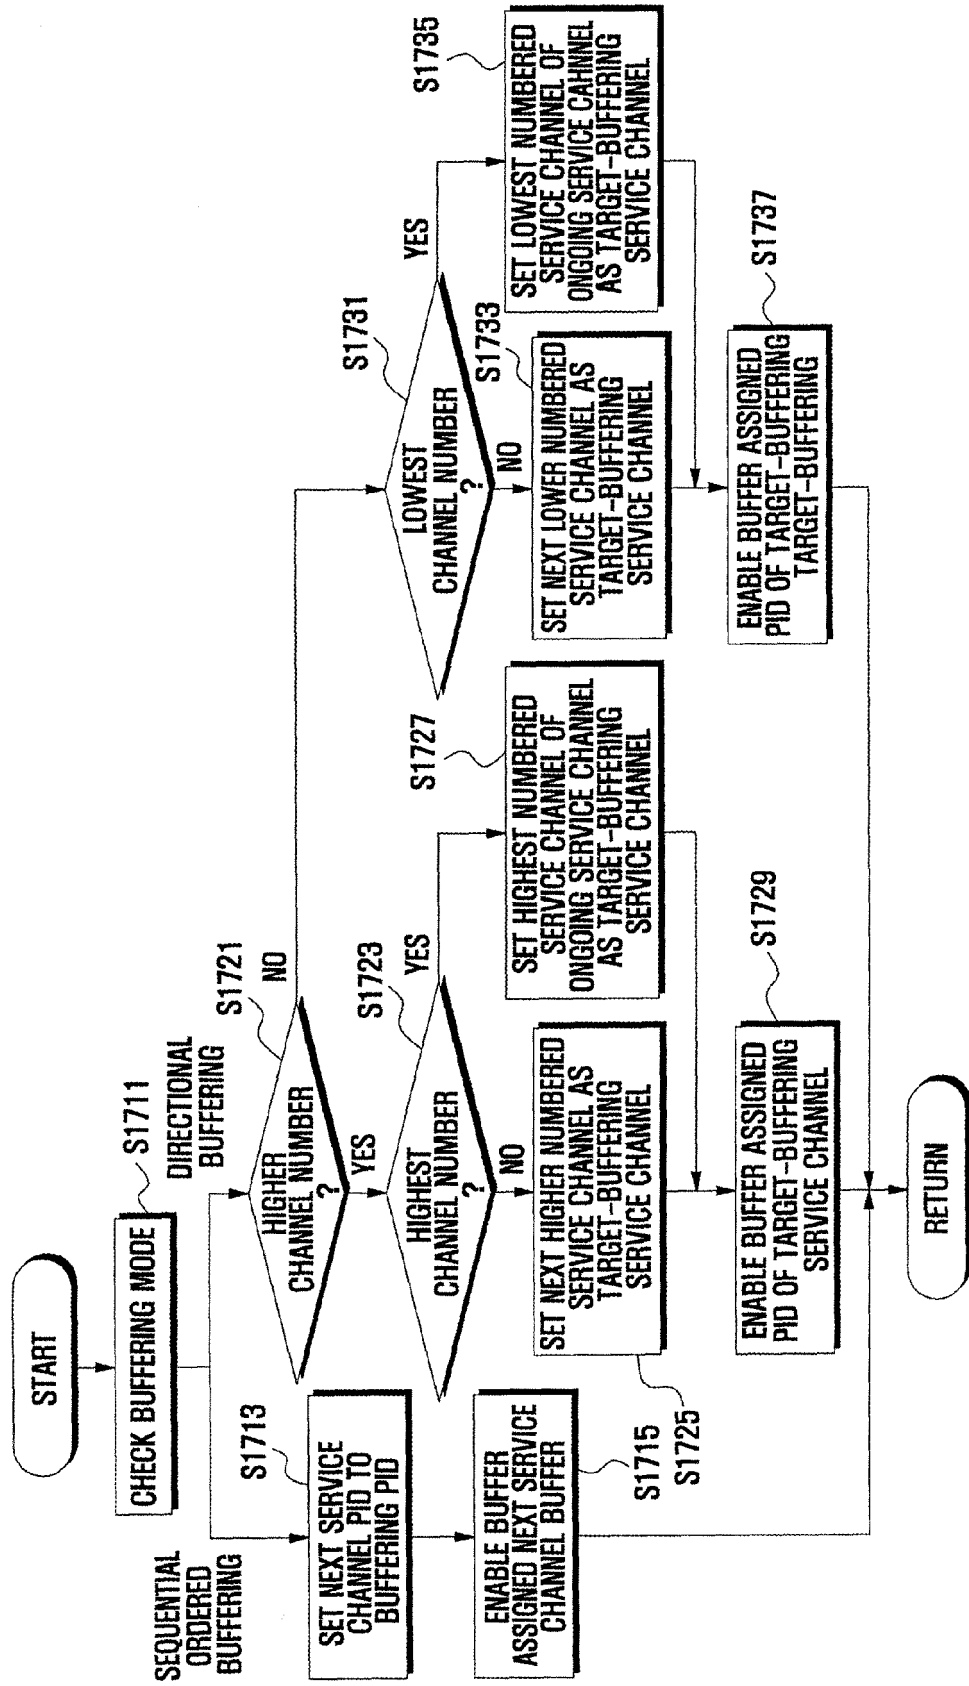 START
CHECK BUFFERING MODE
S1711
SEQUENTIAL
ORDERED
BUFFERING
DIRECTIONAL
BUFFERING
SET NEXT SERVICE
CHANNEL PID TO
BUFFERING PID
S1713
ENABLE BUFFER
ASSIGNED NEXT SERVICE
CHANNEL BUFFER
S1715
HIGHER
CHANNEL NUMBER
?
S1721
NO
YES
HIGHEST
CHANNEL NUMBER
?
S1723
YES
NO
SET NEXT HIGHER NUMBERED
SERVICE CHANNEL AS
TARGET-BUFFERING
SERVICE CHANNEL
S1725
SET HIGHEST NUMBERED
SERVICE CHANNEL OF
ONGOING SERVICE CHANNEL
AS TARGET-BUFFERING
SERVICE CHANNEL
S1727
ENABLE BUFFER ASSIGNED
PID OF TARGET-BUFFERING
SERVICE CHANNEL
S1729
LOWEST
CHANNEL NUMBER
?
S1731
YES
NO
SET NEXT LOWER NUMBERED
SERVICE CHANNEL AS
TARGET-BUFFERING
SERVICE CHANNEL
S1733
SET LOWEST NUMBERED
SERVICE CHANNEL OF
ONGOING SERVICE CAHNNEL
AS TARGET-BUFFERING
SERVICE CHANNEL
S1735
ENABLE BUFFER ASSIGNED
PID OF TARGET-BUFFERING
TARGET-BUFFERING
S1737
RETURN